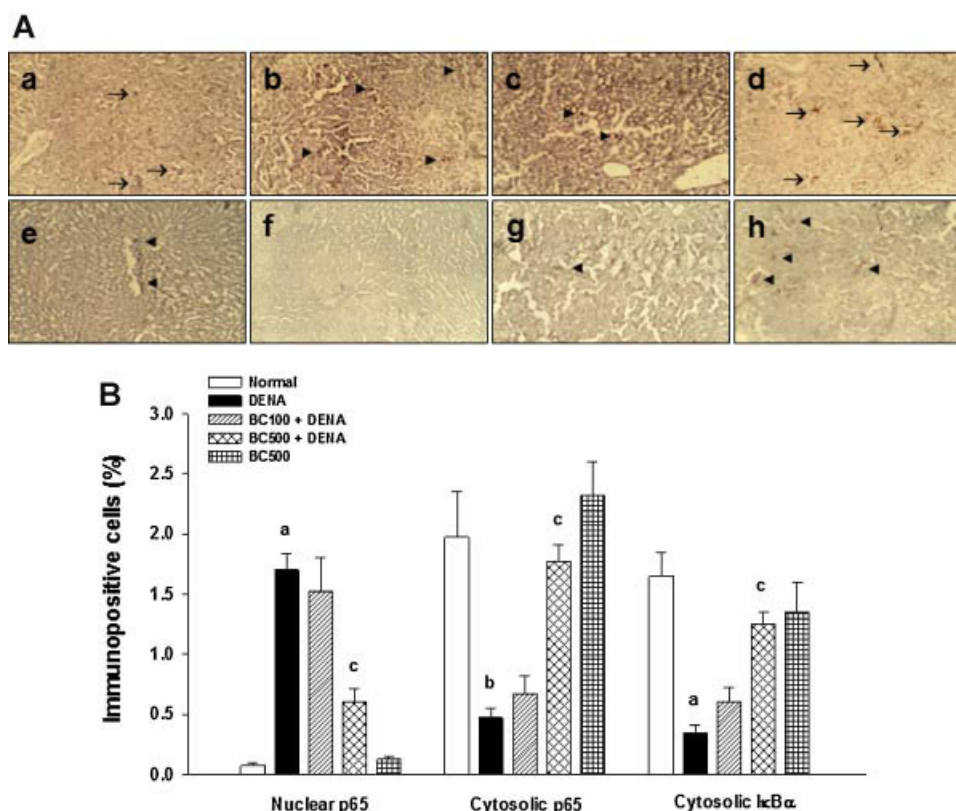 A
a b c d
e f g h
B
Normal
DENA
BC100 + DENA
BC500 + DENA
BC500
Immunopositive cells (%)
3.0
2.5
2.0
1.5
1.0
0.5
0.0
a
c
b
c
a
c
Nuclear p65 Cytosolic p65 Cytosolic IκBα